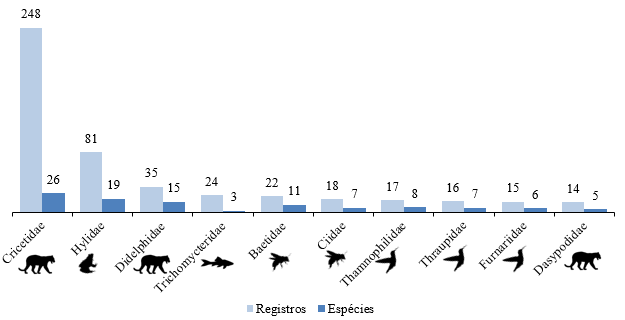 248
81
35
24
22
18
17
16
15
14
26
19
15
3
11
7
8
7
6
5
Cricetidae
Hylidae
Didelphidae
Trichomycteridae
Baetidae
Ciidae
Thamnophilidae
Thraupidae
Furnariidae
Dasypodidae
Registros
Espécies